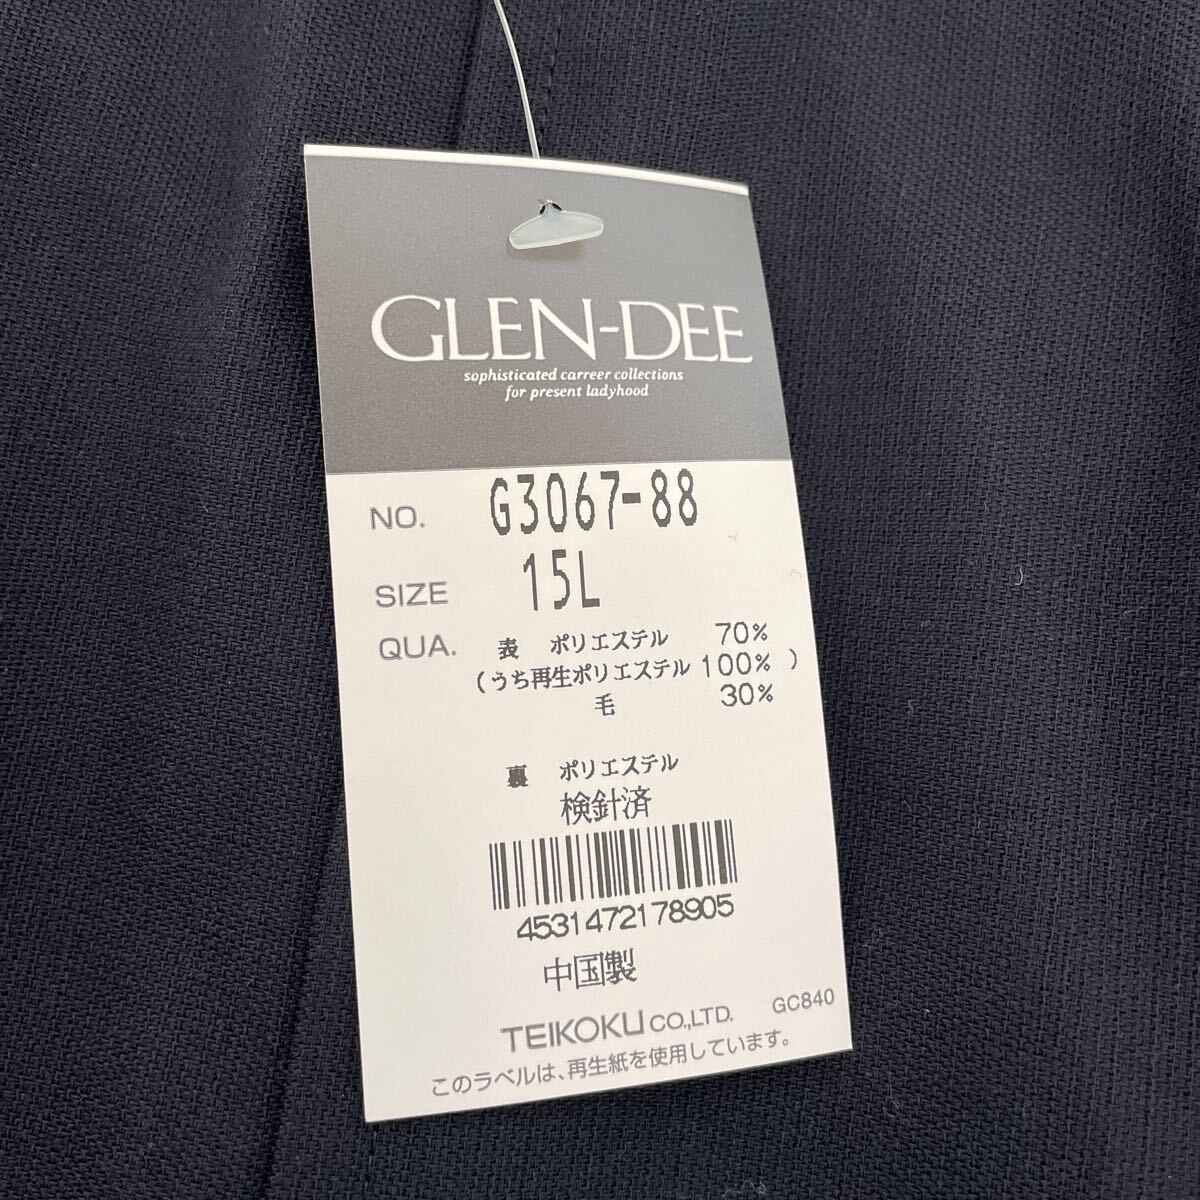 GLEN-DEE
sophisticated carreer collections
for present ladyhood
NO. G3067-88
SIZE 15L
QUA. 表 ポリエステル 70%
(うち再生ポリエステル 100% )
毛 30%
裏 ポリエステル
検針済
4531472178905
中国製
TEIKOKU CO.,LTD. GC840
このラベルは、再生紙を使用しています。